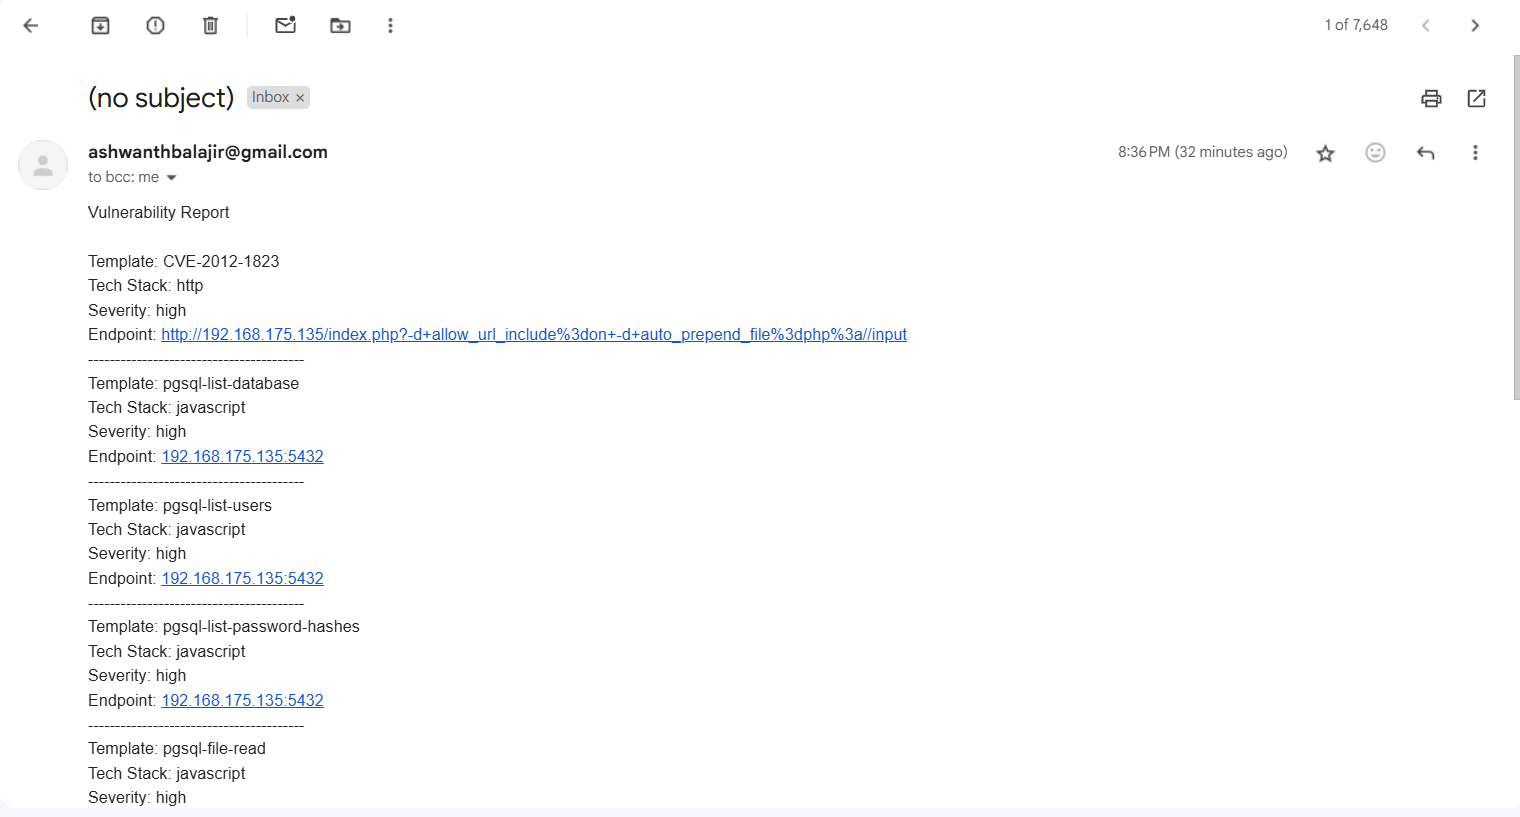 1 of 7,648
(no subject)
Inbox ×
ashwanthbalajir@gmail.com
8:36 PM (32 minutes ago)
to bcc: me
Vulnerability Report
Template: CVE-2012-1823
Tech Stack: http
Severity: high
Endpoint: http://192.168.175.135/index.php?-d+allow_url_include%3don+-d+auto_prepend_file%3dphp%3a//input
----------------------------------------
Template: pgsql-list-database
Tech Stack: javascript
Severity: high
Endpoint: 192.168.175.135:5432
----------------------------------------
Template: pgsql-list-users
Tech Stack: javascript
Severity: high
Endpoint: 192.168.175.135:5432
----------------------------------------
Template: pgsql-list-password-hashes
Tech Stack: javascript
Severity: high
Endpoint: 192.168.175.135:5432
----------------------------------------
Template: pgsql-file-read
Tech Stack: javascript
Severity: high